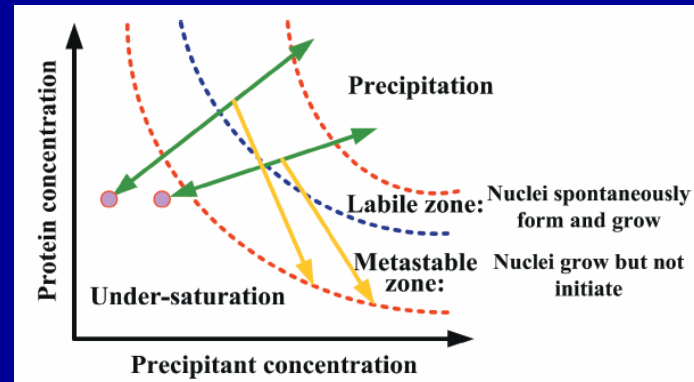 Protein concentration
Precipitation
Labile zone: Nuclei spontaneously
form and grow
Metastable Nuclei grow but not
zone: initiate
Under-saturation
Precipitant concentration